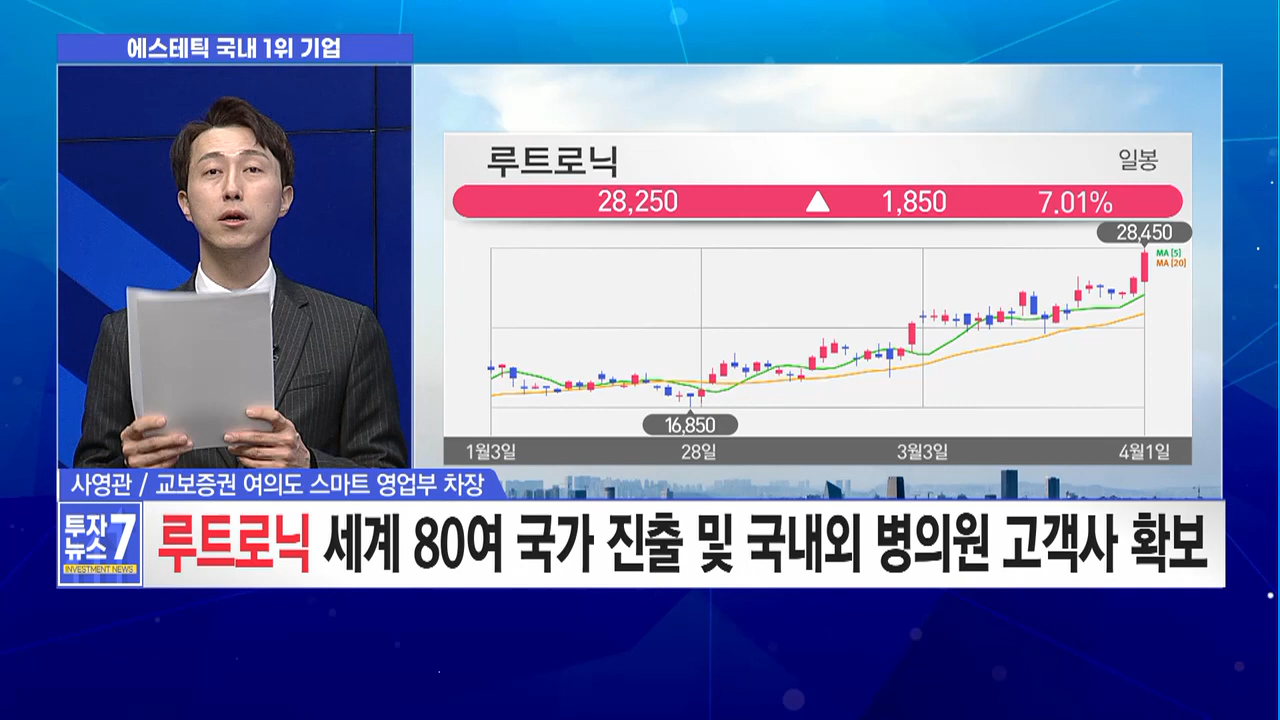 에스테틱 국내 1위 기업
루트로닉
일봉
28,250 ▲ 1,850 7.01%
28,450
MA [5]
MA [20]
16,850
1월3일 28일 3월3일 4월1일
사영관 / 교보증권 여의도 스마트 영업부 차장
투자
뉴스7
INVESTMENT NEWS
루트로닉 세계 80여 국가 진출 및 국내외 병의원 고객사 확보